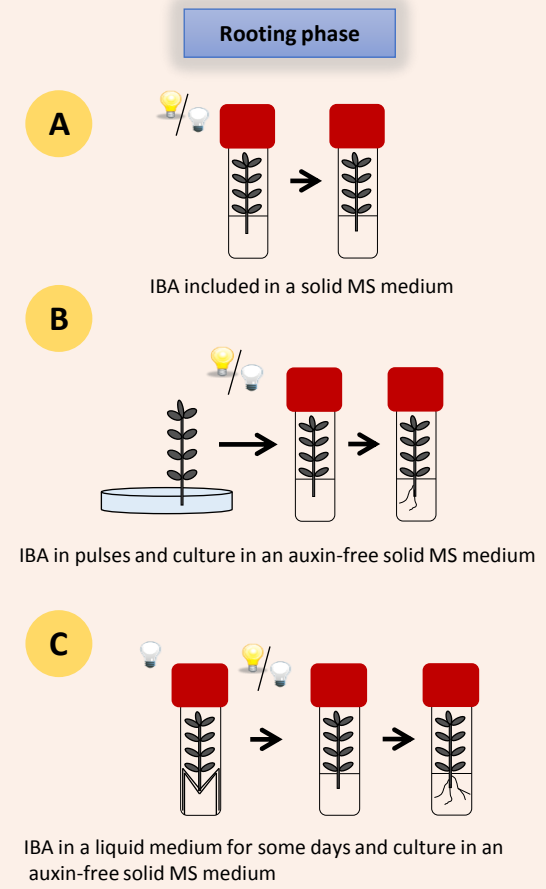 Rooting phase
A
IBA included in a solid MS medium
B
IBA in pulses and culture in an auxin-free solid MS medium
C
IBA in a liquid medium for some days and culture in an
auxin-free solid MS medium